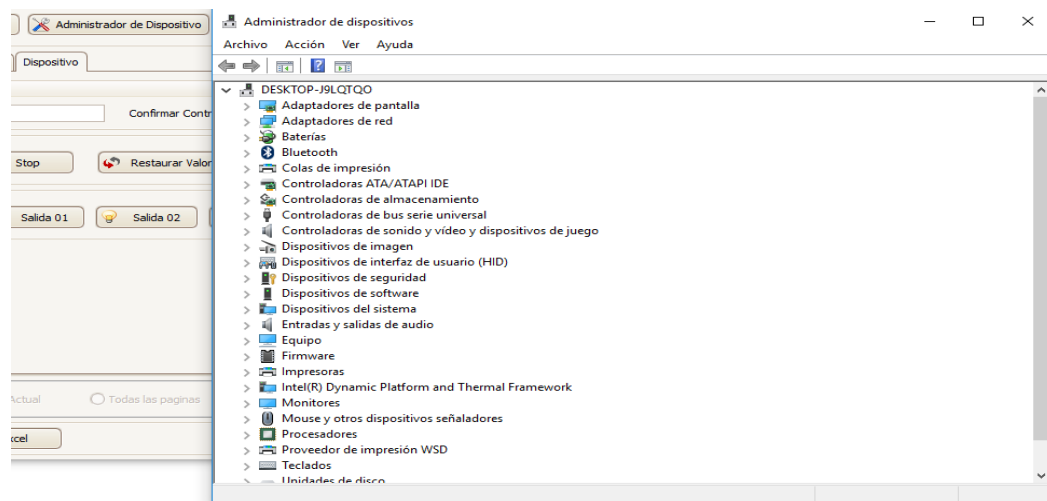 Administrador de Dispositivo
Dispositivo
Confirmar Contr
Stop
Restaurar Valor
Salida 01
Salida 02
Actual
Todas las paginas
xcel
Administrador de dispositivos
Archivo Acción Ver Ayuda
DESKTOP-J9LQTQO
Adaptadores de pantalla
Adaptadores de red
Baterías
Bluetooth
Colas de impresión
Controladoras ATA/ATAPI IDE
Controladoras de almacenamiento
Controladoras de bus serie universal
Controladoras de sonido y vídeo y dispositivos de juego
Dispositivos de imagen
Dispositivos de interfaz de usuario (HID)
Dispositivos de seguridad
Dispositivos de software
Dispositivos del sistema
Entradas y salidas de audio
Equipo
Firmware
Impresoras
Intel(R) Dynamic Platform and Thermal Framework
Monitores
Mouse y otros dispositivos señaladores
Procesadores
Proveedor de impresión WSD
Teclados
Unidades de disco